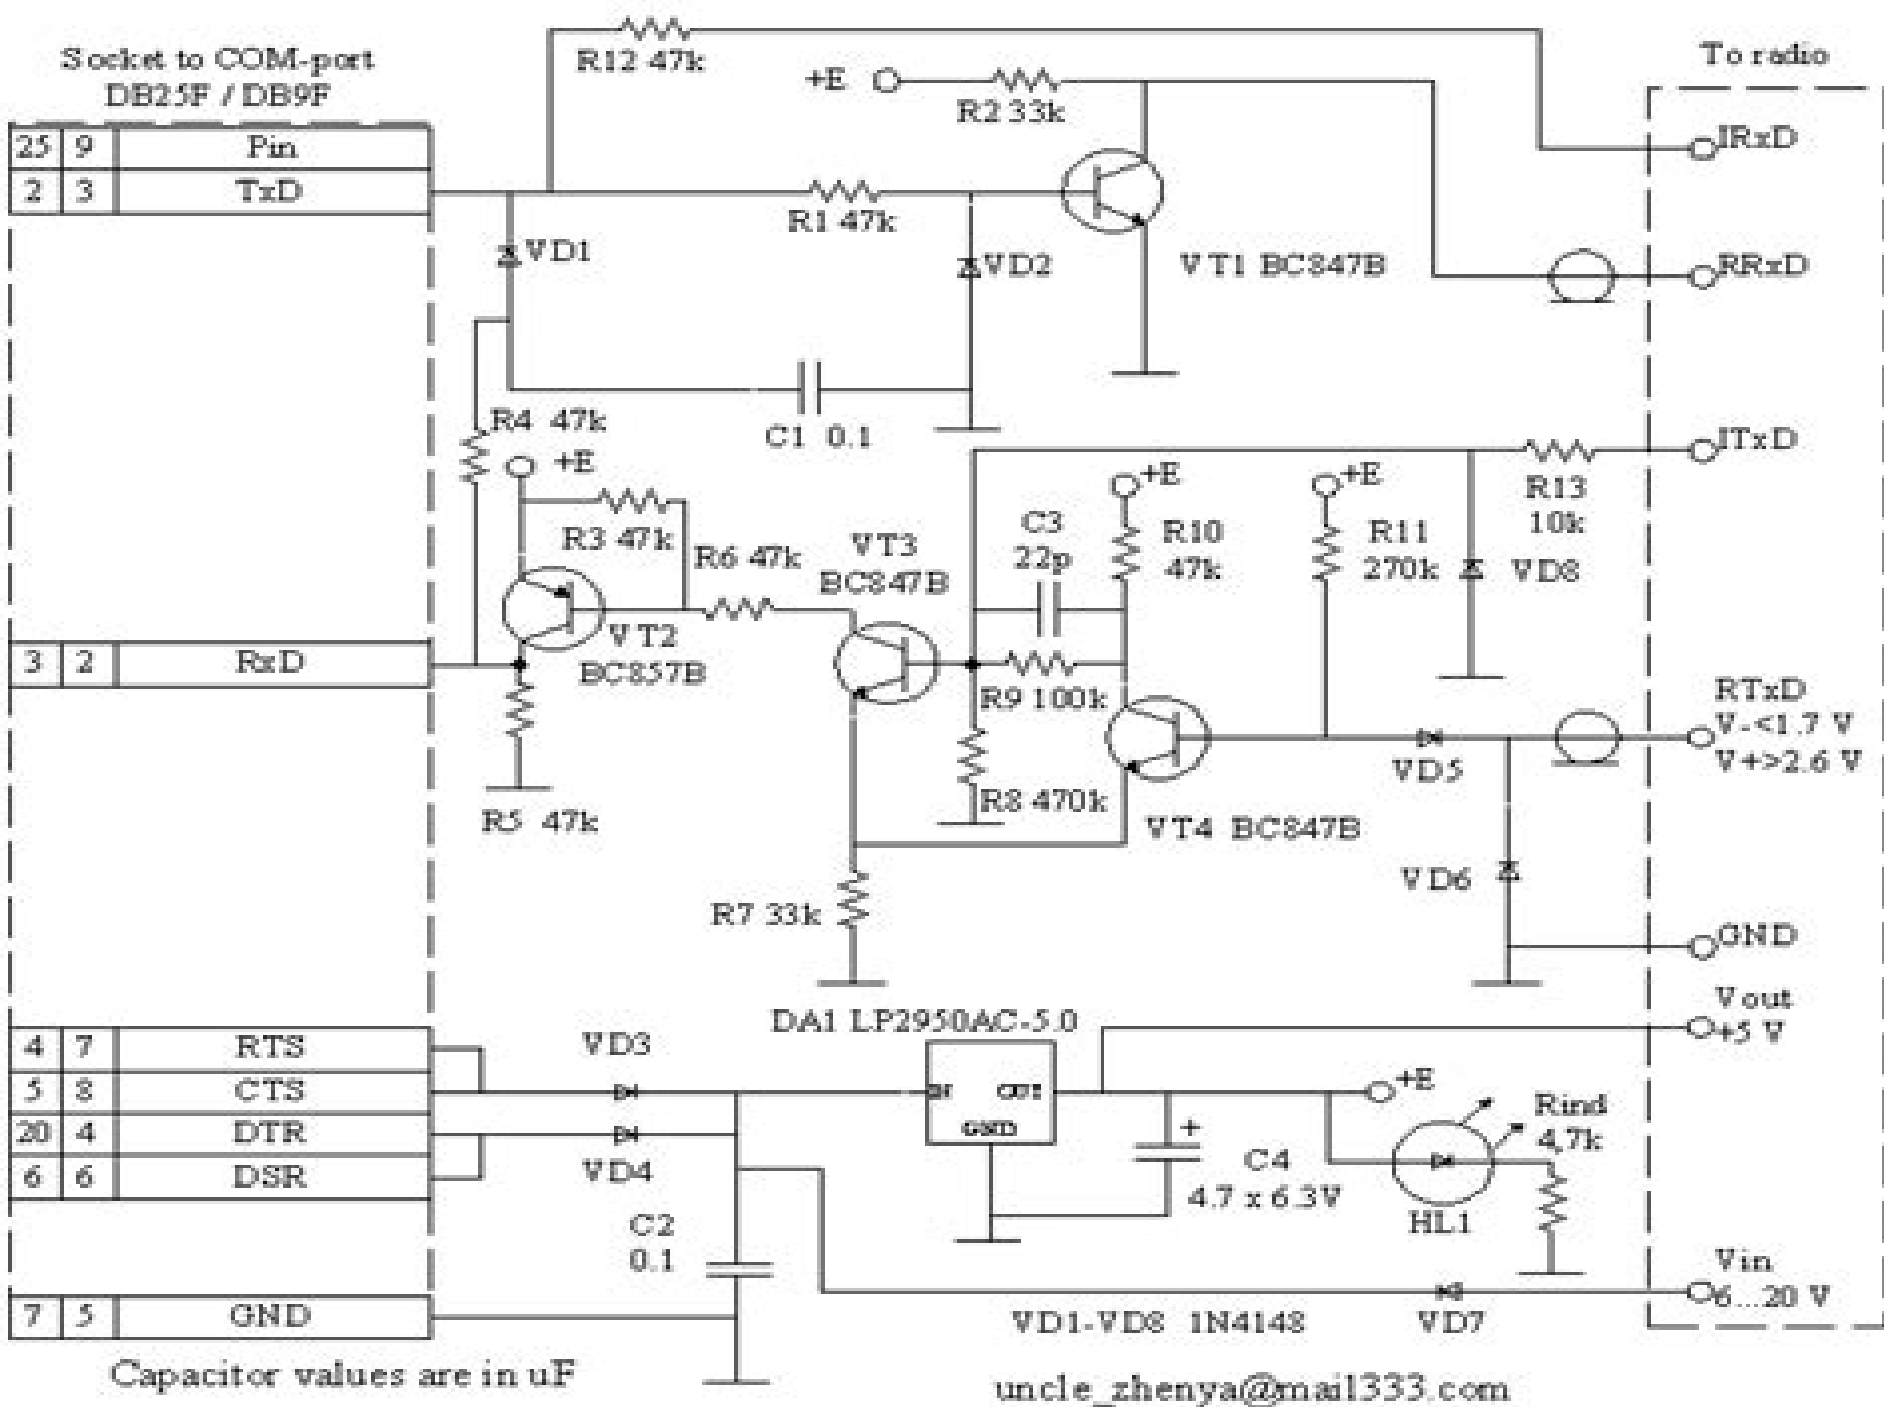 Socket to COM-port
DB25F / DB9F
To radio
R12 47k
+E
R2 33k
IRxD
25 9 Pin
2 3 TxD
R1 47k
VD1
VD2
VT1 BC847B
RRxD
R4 47k
C1 0.1
+E
+E
+E
ITxD
R13
10k
R3 47k
R6 47k
VT3
BC847B
C3
22p
R10
47k
R11
270k
VD8
VT2
BC857B
3 2 RxD
R9 100k
RTxD
V-<1.7 V
V+>2.6 V
VD5
R8 470k
R5 47k
VT4 BC847B
VD6
R7 33k
GND
Vout
+5 V
DA1 LP2950AC-5.0
4 7 RTS
5 8 CTS
20 4 DTR
6 6 DSR
VD3
VD4
IN OUT
GND
+E
Rind
4,7k
+
C4
4.7 x 6.3V
HL1
C2
0.1
Vin
6...20 V
7 5 GND
VD1-VD8 1N4148
VD7
Capacitor values are in uF
uncle_zhenya@mail333.com